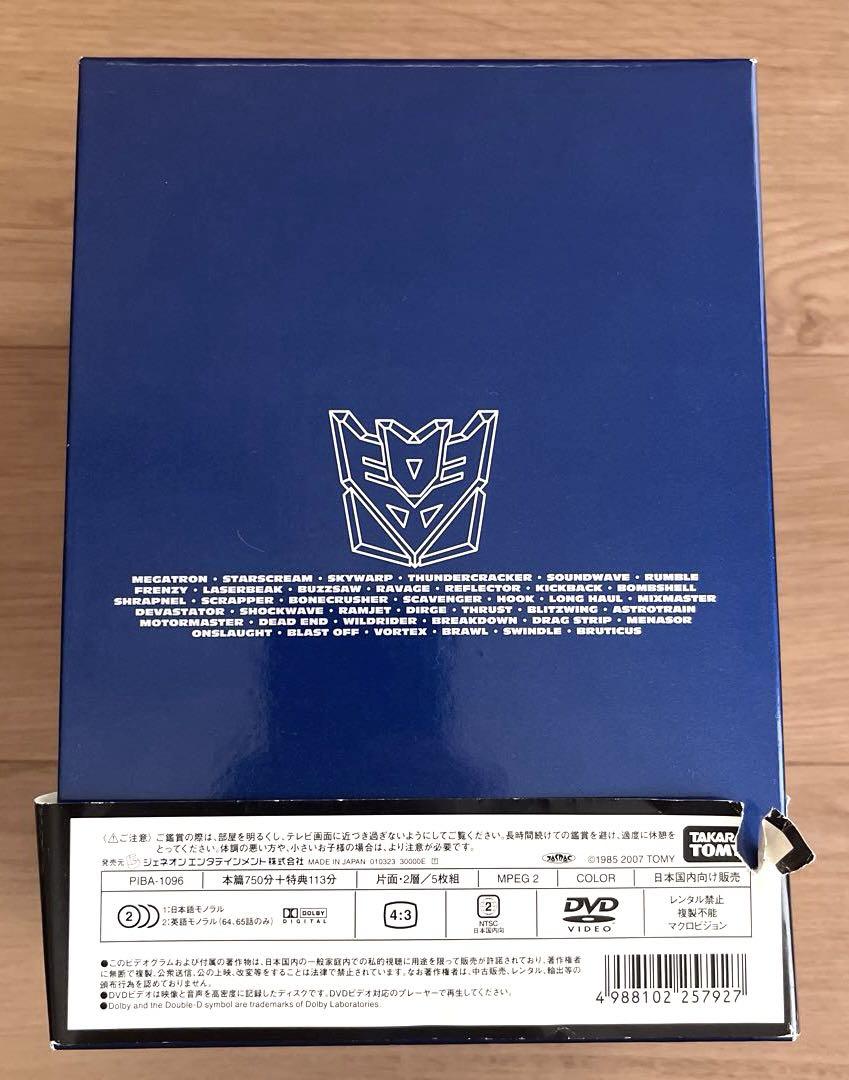 MEGATRON · STARSCREAM · SKYWARP · THUNDERCRACKER · SOUNDWAVE · RUMBLE
FRENZY · LASERBEAK · BUZZSAW · RAVAGE · REFLECTOR · KICKBACK · BOMBSHELL
SHRAPNEL · SCRAPPER · BONECRUSHER · SCAVENGER · HOOK · LONG HAUL · MIXMASTER
DEVASTATOR · SHOCKWAVE · RAMJET · DIRGE · THRUST · BLITZWING · ASTROTRAIN
MOTORMASTER · DEAD END · WILDRIDER · BREAKDOWN · DRAG STRIP · MENASOR
ONSLAUGHT · BLAST OFF · VORTEX · BRAWL · SWINDLE · BRUTICUS
〈⚠ご注意〉ご鑑賞の際は、部屋を明るくし、テレビ画面に近づき過ぎないようにしてご覧ください。長時間続けての鑑賞を避け、適度に休憩を
とってください。体調の悪い方や、小さいお子様の場合は、より注意が必要です。
TAKARA
TOMY
発売元 ジェネオン エンタテインメント株式会社 MADE IN JAPAN 010323 30000E ©1985 2007 TOMY
PIBA-1096 本篇750分+特典113分 片面・2層/5枚組 MPEG 2 COLOR 日本国内向け販売
2 1:日本語モノラル
2:英語モノラル(64、65話のみ)
DOLBY
DIGITAL
4:3
2
NTSC
日本国内向
DVD
VIDEO
レンタル禁止
複製不能
マクロビジョン
●このビデオグラムおよび付属の著作物は、日本国内の一般家庭内での私的視聴に用途を限って販売が許諾されており、著作権者
に無断で複製、公衆送信、公の上映、改変等をすることは法律で禁止されています。なお著作権者は、中古販売、レンタル、輸出等の
頒布行為を認めておりません。
●DVDビデオは映像と音声を高密度に記録したディスクです。DVDビデオ対応のプレーヤーで再生してください。
●Dolby and the Double-D symbol are trademarks of Dolby Laboratories.
4 988102 257927